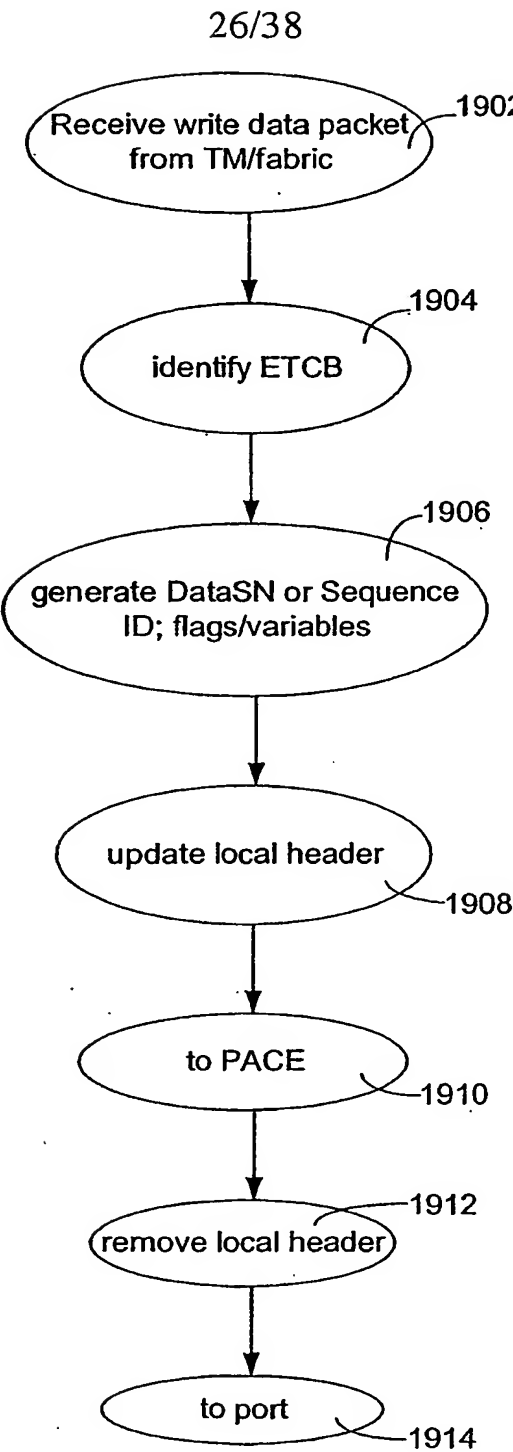 26/38
Receive write data packet
from TM/fabric
1902
identify ETCB
1904
generate DataSN or Sequence
ID; flags/variables
1906
update local header
1908
to PACE
1910
remove local header
1912
to port
1914